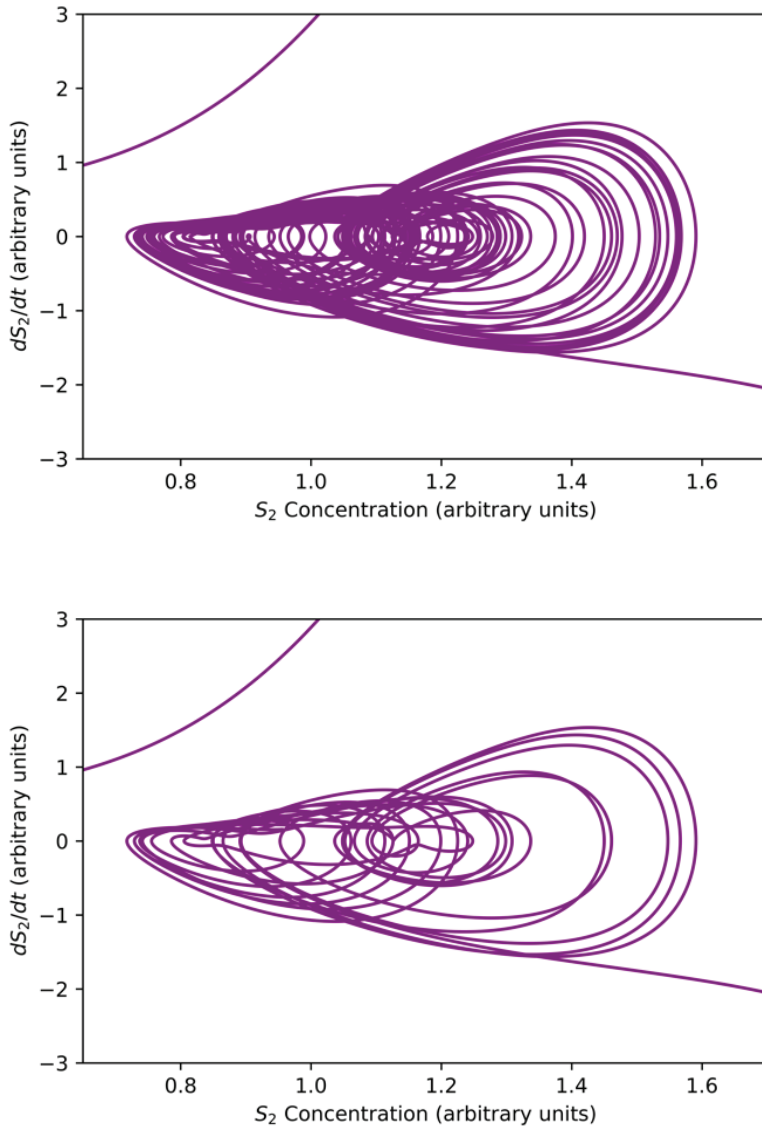 3
2
1
0
−1
−2
−3
dS₂/dt (arbitrary units)
0.8 1.0 1.2 1.4 1.6
S₂ Concentration (arbitrary units)
3
2
1
0
−1
−2
−3
dS₂/dt (arbitrary units)
0.8 1.0 1.2 1.4 1.6
S₂ Concentration (arbitrary units)